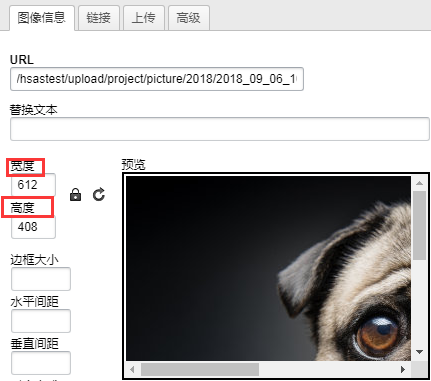 图像信息 链接 上传 高级
URL
/hsastest/upload/project/picture/2018/2018_09_06_1
替换文本
宽度
612
高度
408
边框大小
水平间距
垂直间距
预览